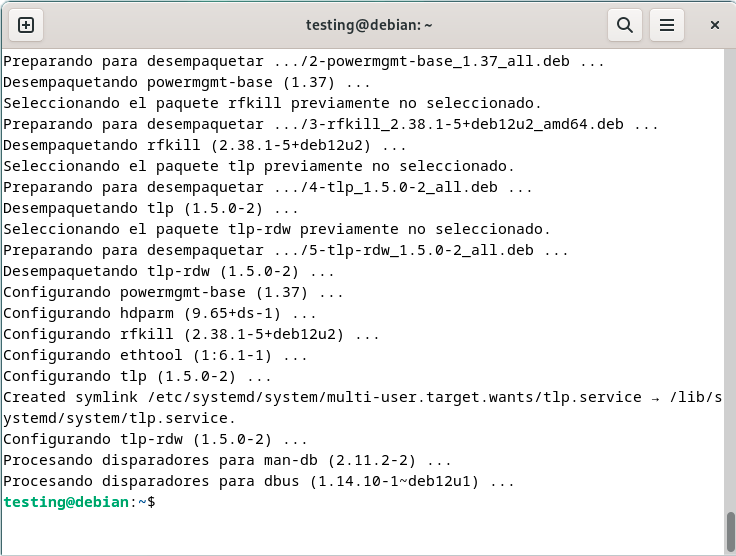 testing@debian: ~
Preparando para desempaquetar .../2-powermgmt-base_1.37_all.deb ...
Desempaquetando powermgmt-base (1.37) ...
Seleccionando el paquete rfkill previamente no seleccionado.
Preparando para desempaquetar .../3-rfkill_2.38.1-5+deb12u2_amd64.deb ...
Desempaquetando rfkill (2.38.1-5+deb12u2) ...
Seleccionando el paquete tlp previamente no seleccionado.
Preparando para desempaquetar .../4-tlp_1.5.0-2_all.deb ...
Desempaquetando tlp (1.5.0-2) ...
Seleccionando el paquete tlp-rdw previamente no seleccionado.
Preparando para desempaquetar .../5-tlp-rdw_1.5.0-2_all.deb ...
Desempaquetando tlp-rdw (1.5.0-2) ...
Configurando powermgmt-base (1.37) ...
Configurando hdparm (9.65+ds-1) ...
Configurando rfkill (2.38.1-5+deb12u2) ...
Configurando ethtool (1:6.1-1) ...
Configurando tlp (1.5.0-2) ...
Created symlink /etc/systemd/system/multi-user.target.wants/tlp.service → /lib/s
ystemd/system/tlp.service.
Configurando tlp-rdw (1.5.0-2) ...
Procesando disparadores para man-db (2.11.2-2) ...
Procesando disparadores para dbus (1.14.10-1~deb12u1) ...
testing@debian:~$